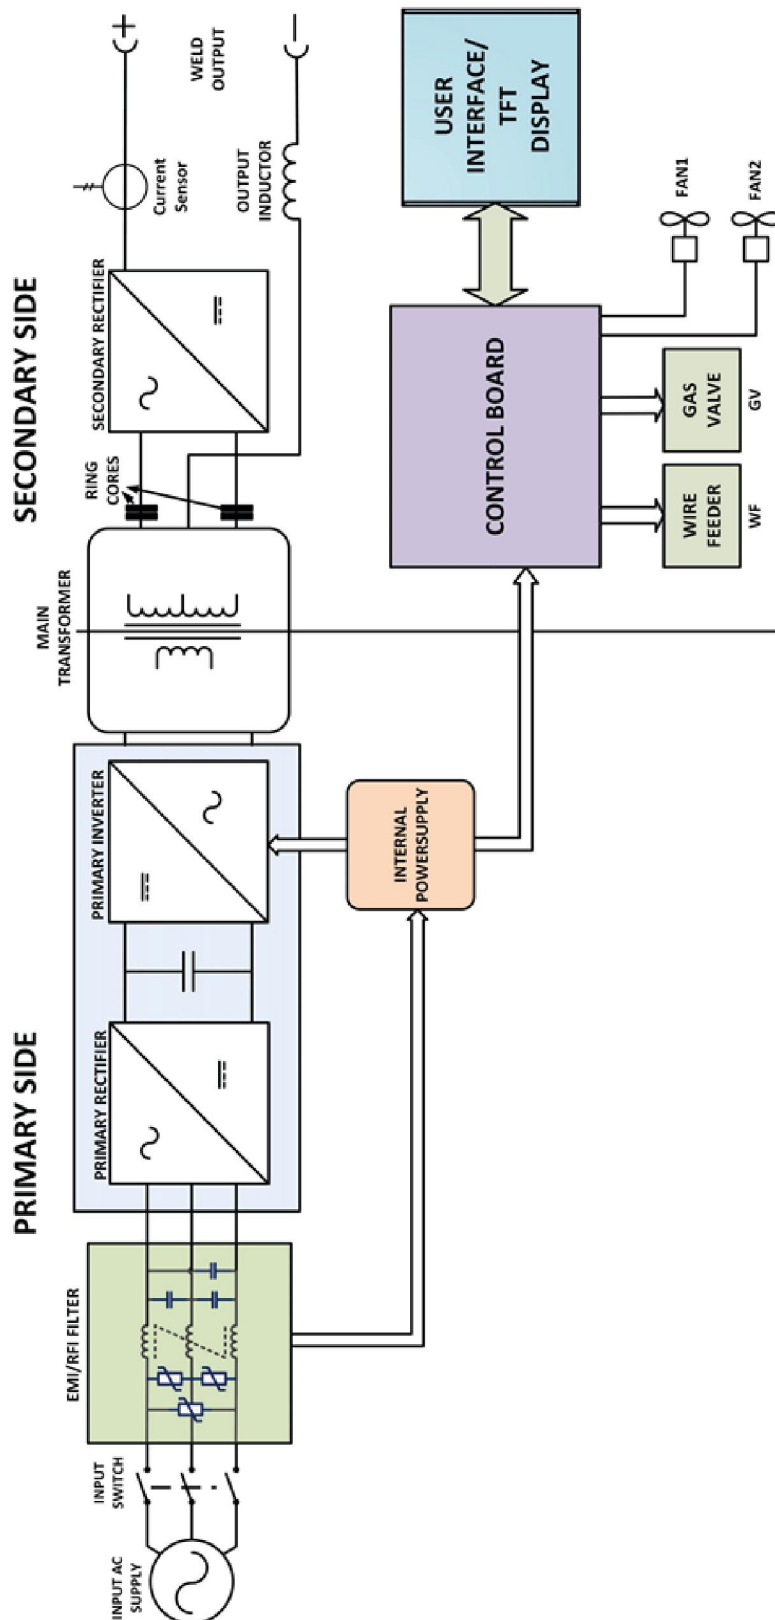 PRIMARY SIDE
SECONDARY SIDE
INPUT AC
SUPPLY
INPUT
SWITCH
EMI/RFI FILTER
PRIMARY RECTIFIER
PRIMARY INVERTER
MAIN
TRANSFORMER
RING
CORES
SECONDARY RECTIFIER
Current
Sensor
+
WELD
OUTPUT
−
OUTPUT
INDUCTOR
INTERNAL
POWERSUPPLY
CONTROL BOARD
USER
INTERFACE/
TFT
DISPLAY
WIRE
FEEDER
WF
GAS
VALVE
GV
FAN1
FAN2